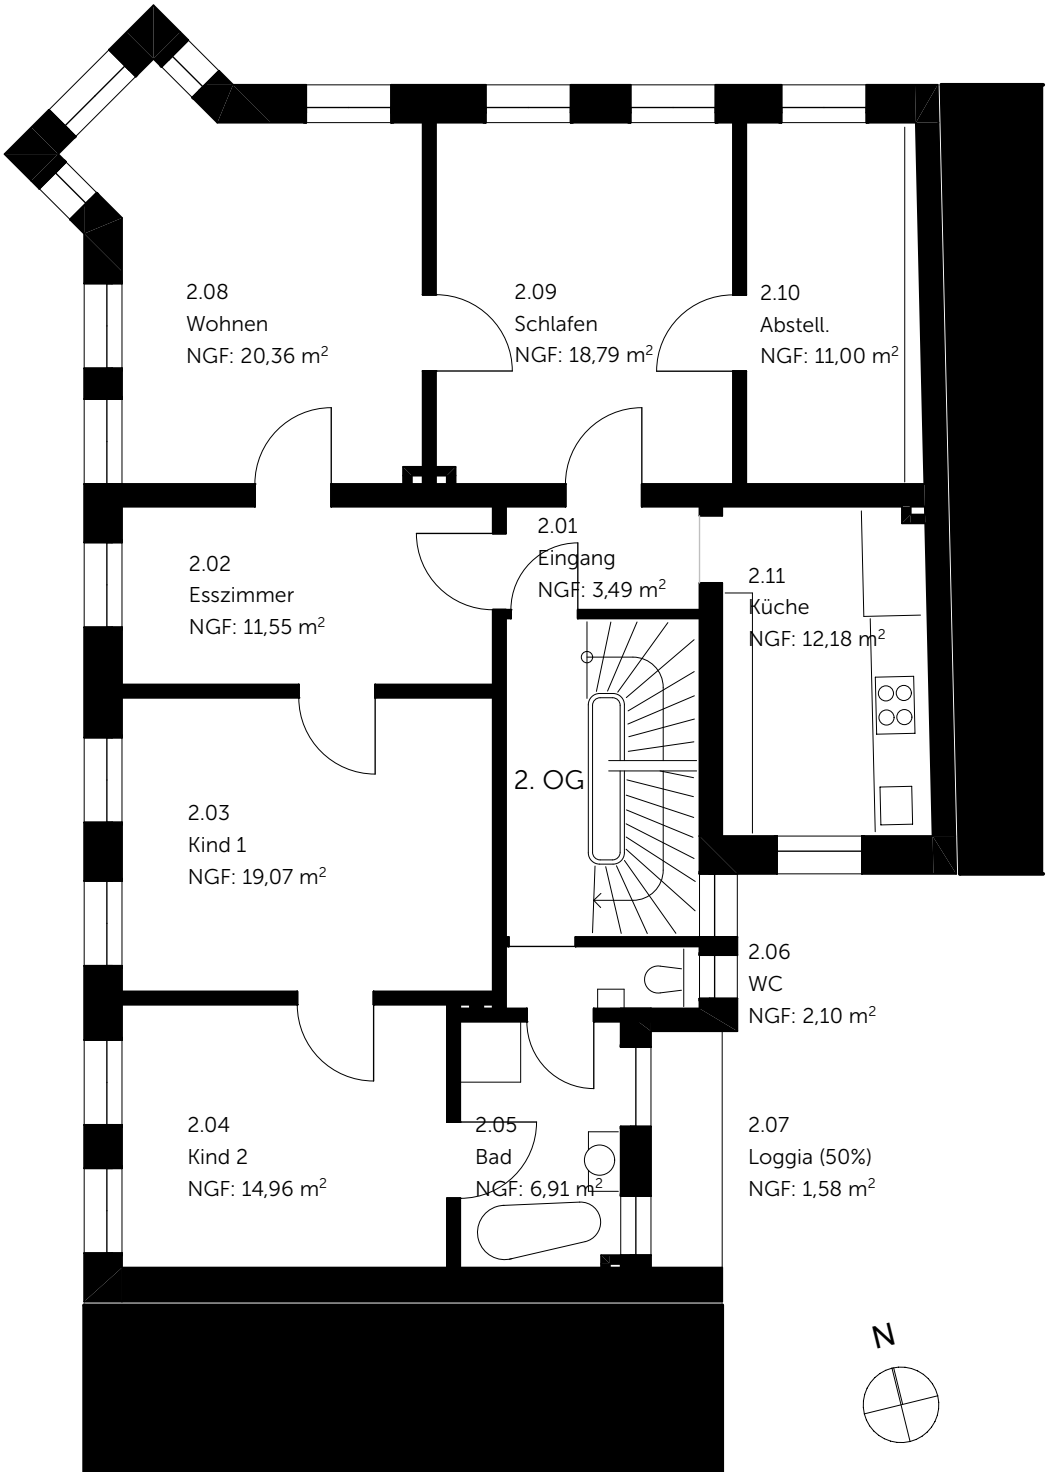 2.08
Wohnen
NGF: 20,36 m²
2.09
Schlafen
NGF: 18,79 m²
2.10
Abstell.
NGF: 11,00 m²
2.01
Eingang
NGF: 3,49 m²
2.02
Esszimmer
NGF: 11,55 m²
2.11
Küche
NGF: 12,18 m²
2. OG
2.03
Kind 1
NGF: 19,07 m²
2.06
WC
NGF: 2,10 m²
2.04
Kind 2
NGF: 14,96 m²
2.05
Bad
NGF: 6,91 m²
2.07
Loggia (50%)
NGF: 1,58 m²
N